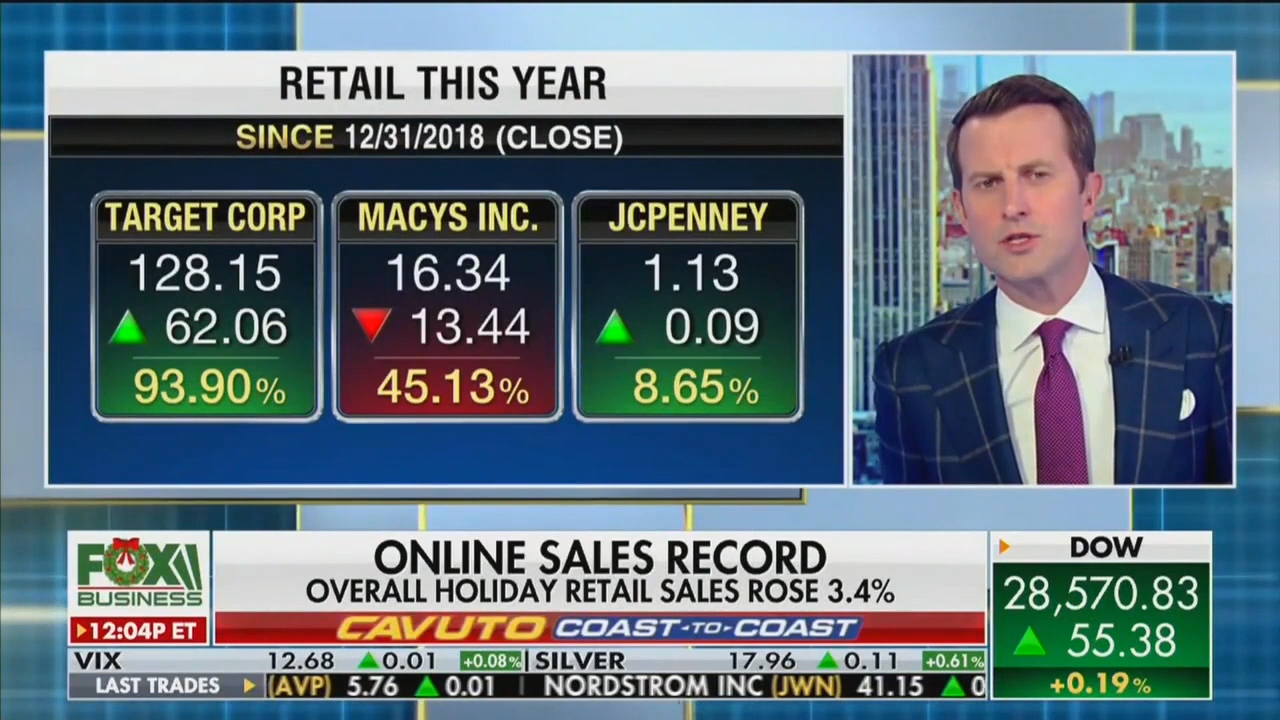 RETAIL THIS YEAR
SINCE 12/31/2018 (CLOSE)
TARGET CORP
128.15
62.06
93.90%
MACYS INC.
16.34
13.44
45.13%
JCPENNEY
1.13
0.09
8.65%
FOX
BUSINESS
12:04P ET
ONLINE SALES RECORD
OVERALL HOLIDAY RETAIL SALES ROSE 3.4%
CAVUTO COAST-TO-COAST
DOW
28,570.83
55.38
+0.19%
VIX 12.68 0.01 +0.08% SILVER 17.96 0.11 +0.61%
LAST TRADES (AVP) 5.76 0.01 NORDSTROM INC (JWN) 41.15 0